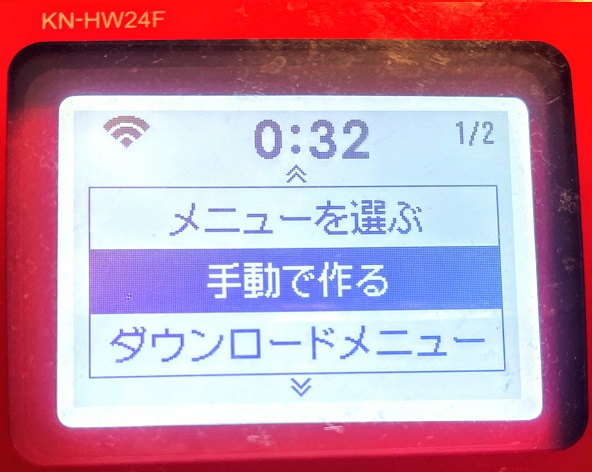 KN-HW24F
0:32 1/2
メニューを選ぶ
手動で作る
ダウンロードメニュー